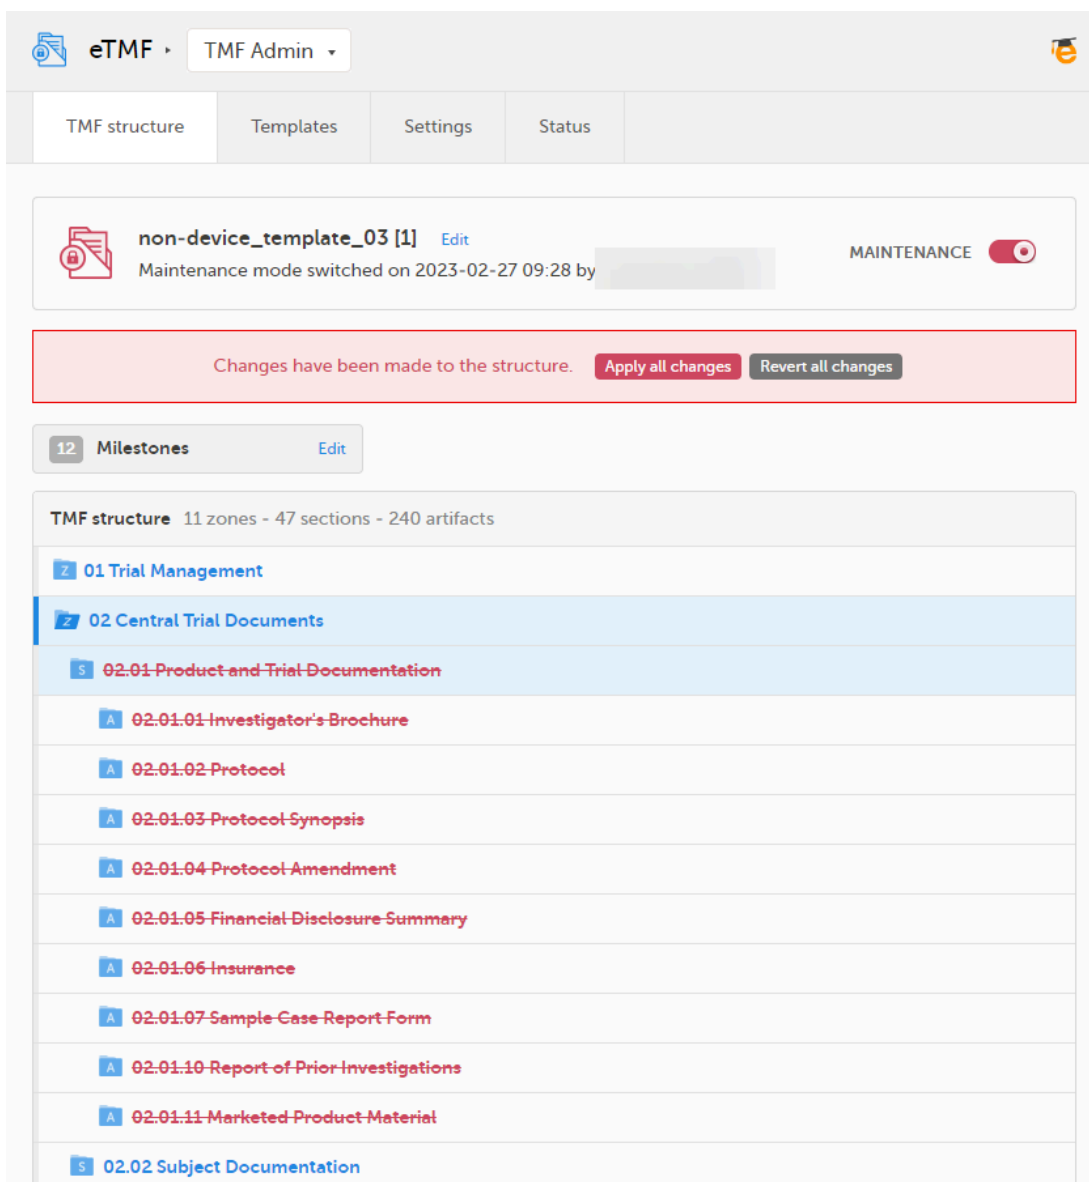 eTMF
TMF Admin
TMF structure Templates Settings Status
non-device_template_03 [1] Edit
Maintenance mode switched on 2023-02-27 09:28 by
MAINTENANCE
Changes have been made to the structure. Apply all changes Revert all changes
12 Milestones Edit
TMF structure 11 zones - 47 sections - 240 artifacts
Z 01 Trial Management
Z 02 Central Trial Documents
S 02.01 Product and Trial Documentation
A 02.01.01 Investigator's Brochure
A 02.01.02 Protocol
A 02.01.03 Protocol Synopsis
A 02.01.04 Protocol Amendment
A 02.01.05 Financial Disclosure Summary
A 02.01.06 Insurance
A 02.01.07 Sample Case Report Form
A 02.01.10 Report of Prior Investigations
A 02.01.11 Marketed Product Material
S 02.02 Subject Documentation